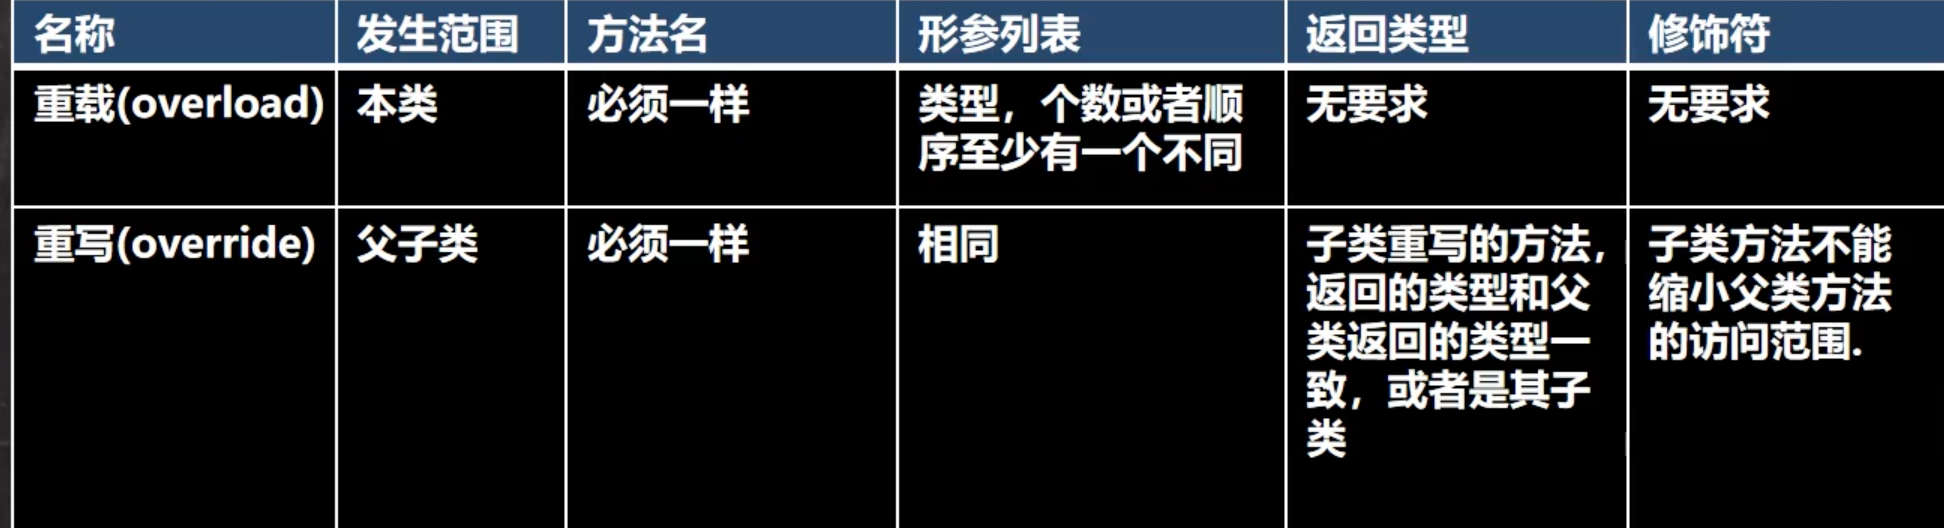 名称 发生范围 方法名 形参列表 返回类型 修饰符
重载(overload) 本类 必须一样 类型，个数或者顺 无要求 无要求
序至少有一个不同
重写(override) 父子类 必须一样 相同 子类重写的方法， 子类方法不能
返回的类型和父 缩小父类方法
类返回的类型一 的访问范围.
致，或者是其子
类